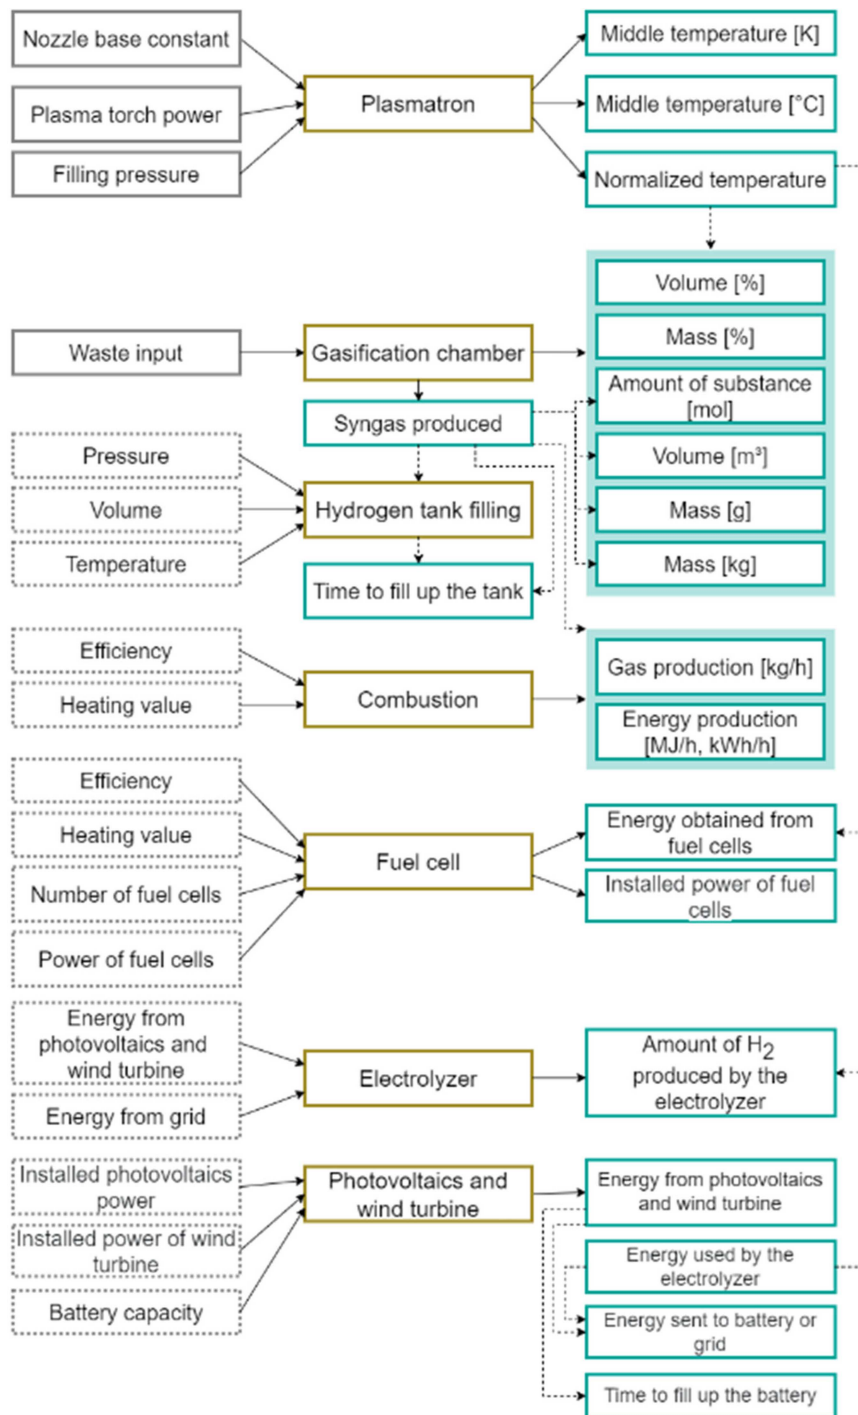 Nozzle base constant
Plasma torch power
Filling pressure
Plasmatron
Middle temperature [K]
Middle temperature [°C]
Normalized temperature
Waste input
Gasification chamber
Syngas produced
Volume [%]
Mass [%]
Amount of substance
[mol]
Volume [m³]
Mass [g]
Mass [kg]
Pressure
Volume
Temperature
Hydrogen tank filling
Time to fill up the tank
Efficiency
Heating value
Combustion
Gas production [kg/h]
Energy production
[MJ/h, kWh/h]
Efficiency
Heating value
Number of fuel cells
Power of fuel cells
Fuel cell
Energy obtained from
fuel cells
Installed power of fuel
cells
Energy from
photovoltaics and
wind turbine
Energy from grid
Electrolyzer
Amount of H2
produced by the
electrolyzer
Installed photovoltaics
power
Installed power of wind
turbine
Battery capacity
Photovoltaics and
wind turbine
Energy from photovoltaics
and wind turbine
Energy used by the
electrolyzer
Energy sent to battery or
grid
Time to fill up the battery